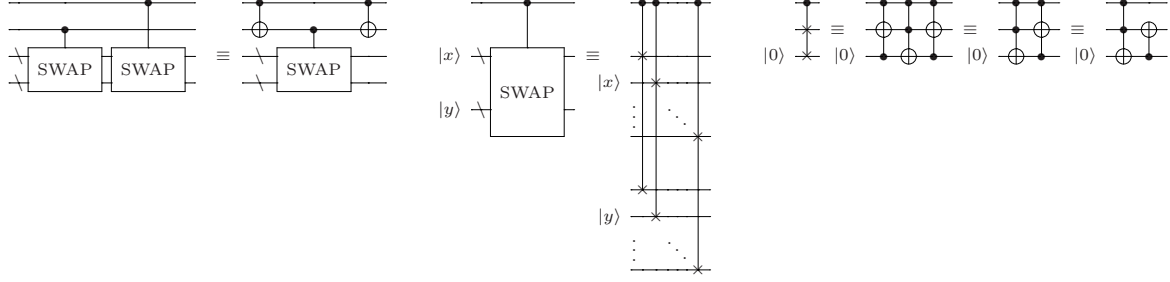 SWAP SWAP ≡ SWAP
|x⟩ |y⟩ SWAP ≡ |x⟩ |y⟩
|0⟩ ≡ |0⟩ ≡ |0⟩ ≡ |0⟩